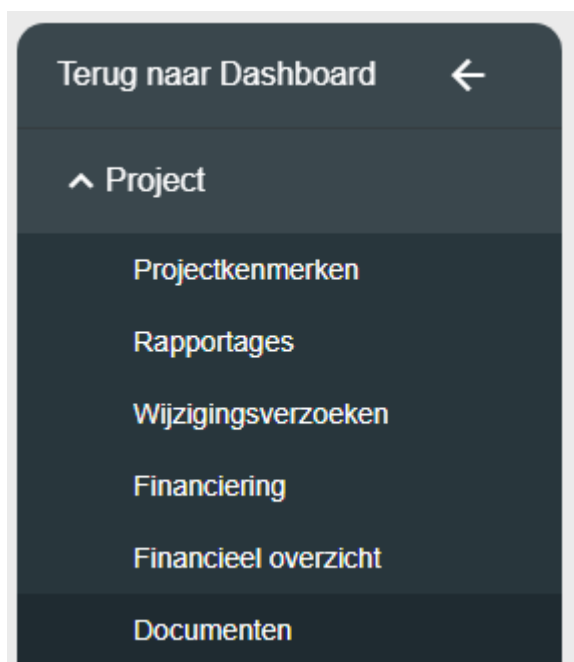 Terug naar Dashboard
Project
Projectkenmerken
Rapportages
Wijzigingsverzoeken
Financiering
Financieel overzicht
Documenten